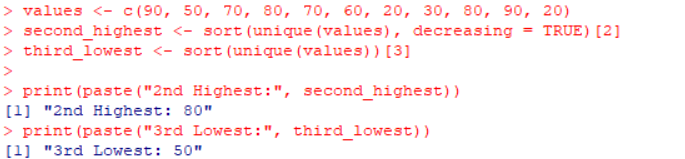 > values <- c(90, 50, 70, 80, 70, 60, 20, 30, 80, 90, 20)
> second_highest <- sort(unique(values), decreasing = TRUE)[2]
> third_lowest <- sort(unique(values))[3]
>
> print(paste("2nd Highest:", second_highest))
[1] "2nd Highest: 80"
> print(paste("3rd Lowest:", third_lowest))
[1] "3rd Lowest: 50"